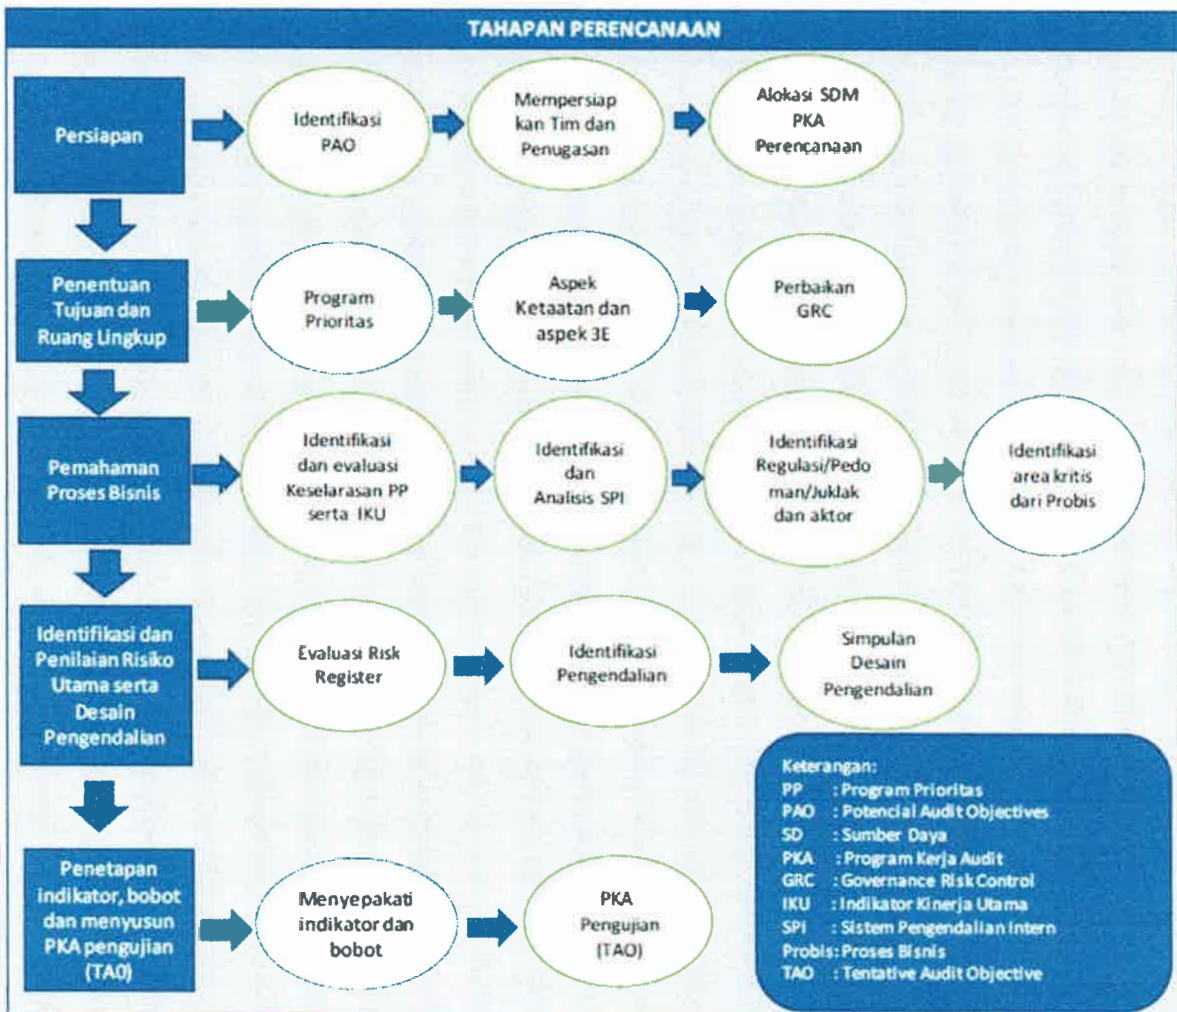 TAHAPAN PERENCANAAN
Persiapan
Identifikasi
PAO
Mempersiap
kan Tim dan
Penugasan
Alokasi SDM
PKA
Perencanaan
Penentuan
Tujuan dan
Ruang Lingkup
Program
Prioritas
Aspek
Ketaatan dan
aspek 3E
Perbaikan
GRC
Pemahaman
Proses Bisnis
Identifikasi
dan evaluasi
Keselarasan PP
serta IKU
Identifikasi
dan
Analisis SPI
Identifikasi
Regulasi/Pedo
man/Juklak
dan aktor
Identifikasi
area kritis
dari Probis
Identifikasi dan
Penilaian Risiko
Utama serta
Desain
Pengendalian
Evaluasi Risk
Register
Identifikasi
Pengendalian
Simpulan
Desain
Pengendalian
Penetapan
indikator, bobot
dan menyusun
PKA pengujian
(TAO)
Menyepakati
indikator dan
bobot
PKA
Pengujian
(TAO)
Keterangan:
PP : Program Prioritas
PAO : Potencial Audit Objectives
SD : Sumber Daya
PKA : Program Kerja Audit
GRC : Governance Risk Control
IKU : Indikator Kinerja Utama
SPI : Sistem Pengendalian Intern
Probis: Proses Bisnis
TAO : Tentative Audit Objective